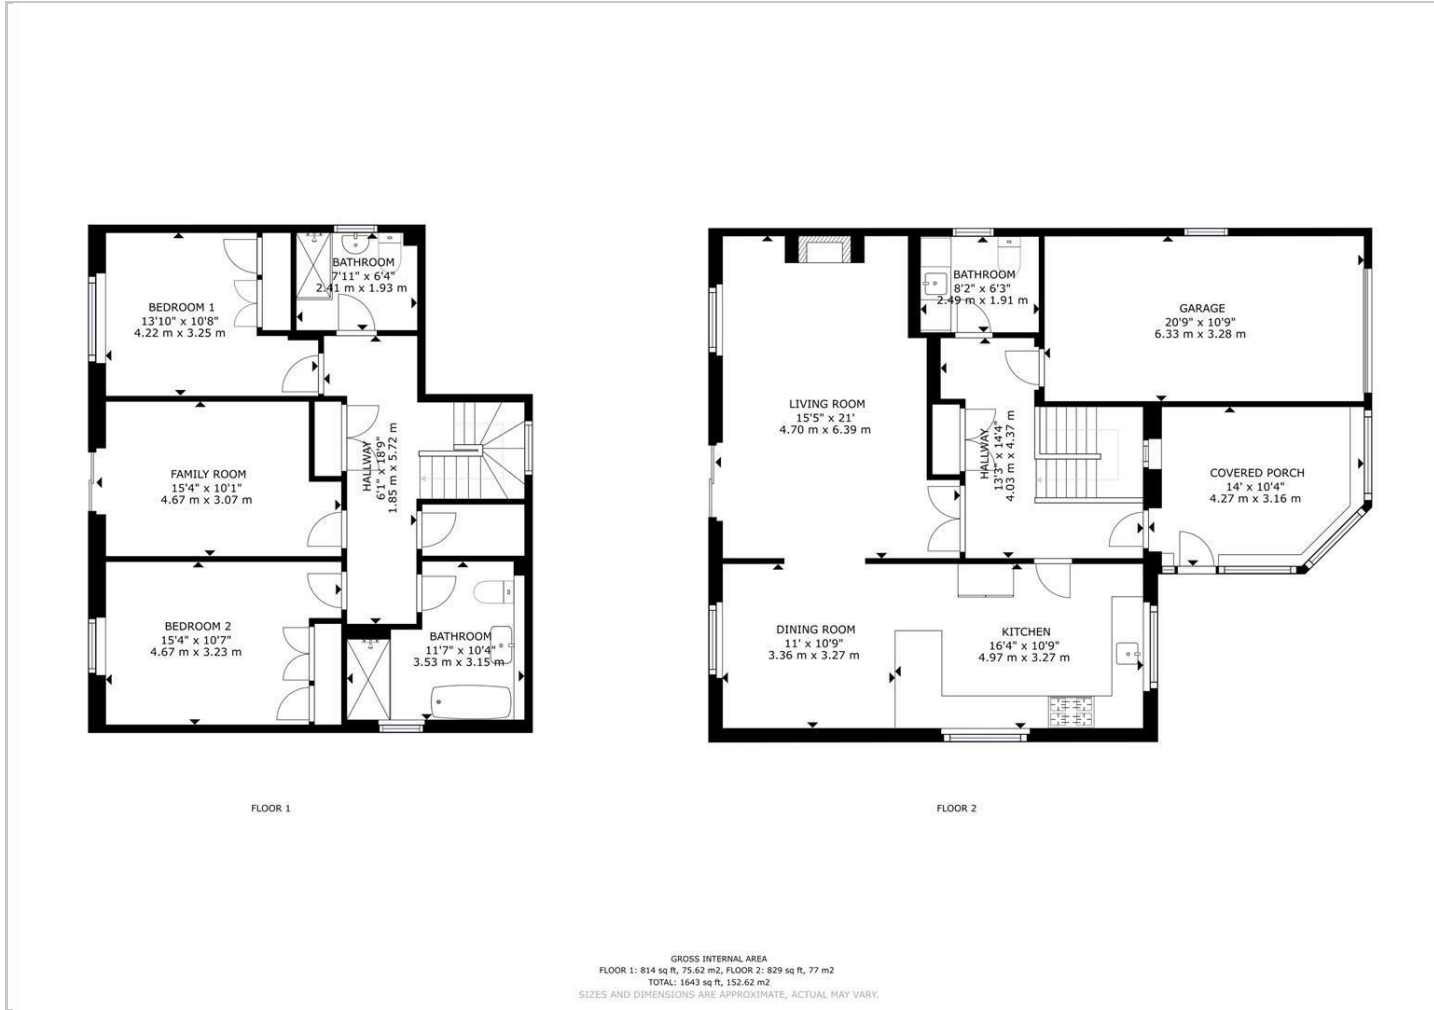 BATHROOM
7'11" x 6'4"
2.41 m x 1.93 m
BEDROOM 1
13'10" x 10'8"
4.22 m x 3.25 m
FAMILY ROOM
15'4" x 10'1"
4.67 m x 3.07 m
HALLWAY
6'1" x 18'9"
1.85 m x 5.72 m
BEDROOM 2
15'4" x 10'7"
4.67 m x 3.23 m
BATHROOM
11'7" x 10'4"
3.53 m x 3.15 m
FLOOR 1
BATHROOM
8'2" x 6'3"
2.49 m x 1.91 m
GARAGE
20'9" x 10'9"
6.33 m x 3.28 m
LIVING ROOM
15'5" x 21'
4.70 m x 6.39 m
HALLWAY
13'3" x 14'4"
4.03 m x 4.37 m
COVERED PORCH
14' x 10'4"
4.27 m x 3.16 m
DINING ROOM
11' x 10'9"
3.36 m x 3.27 m
KITCHEN
16'4" x 10'9"
4.97 m x 3.27 m
FLOOR 2
GROSS INTERNAL AREA
FLOOR 1: 814 sq ft, 75.62 m2, FLOOR 2: 829 sq ft, 77 m2
TOTAL: 1643 sq ft, 152.62 m2
SIZES AND DIMENSIONS ARE APPROXIMATE, ACTUAL MAY VARY.